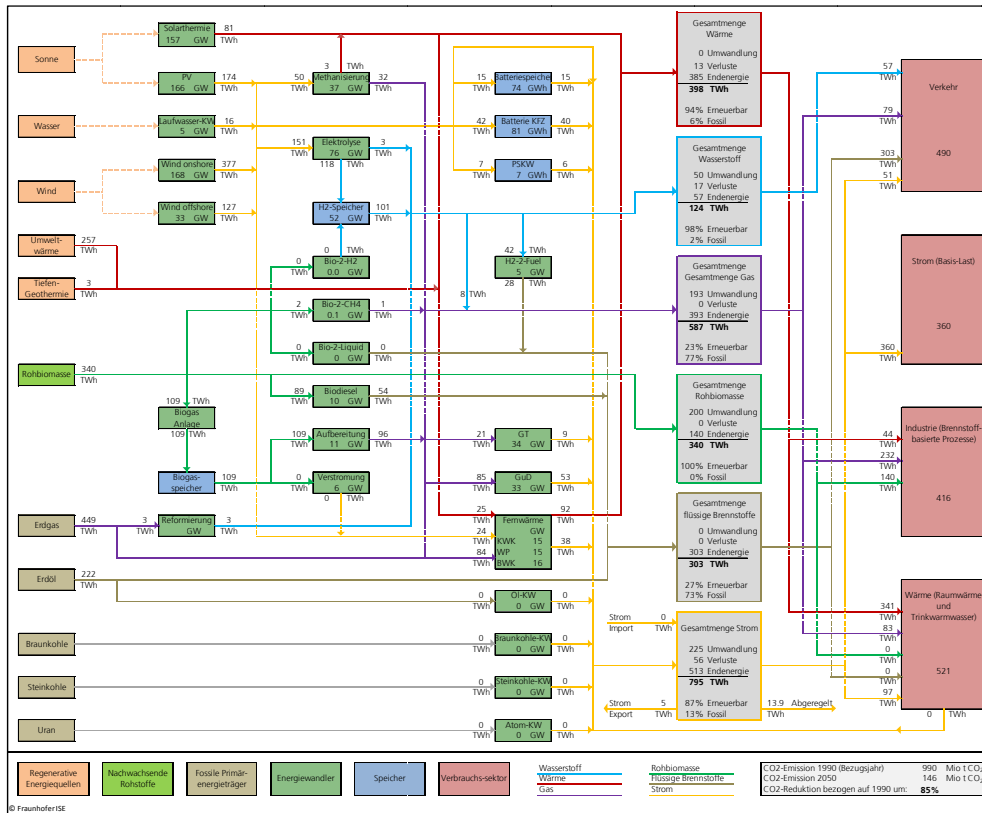 Sonne
Wasser
Wind
Umwelt-
wärme
257
TWh
Tiefen-
Geothermie
3
TWh
Rohbiomasse
340
TWh
Erdgas
449
TWh
Erdöl
222
TWh
Braunkohle
Steinkohle
Uran
Solarthermie
157 GW
81
TWh
PV
166 GW
174
TWh
Laufwasser-KW
5 GW
16
TWh
Wind onshore
168 GW
377
TWh
Wind offshore
33 GW
127
TWh
109 TWh
Biogas
Anlage
109
TWh
Biogas-
speicher
109
TWh
3
TWh
Reformierung
GW
3
TWh
3 TWh
50
TWh
Methanisierung
37 GW
32
TWh
151
TWh
Elektrolyse
76 GW
3
TWh
118
TWh
H2-Speicher
52 GW
101
TWh
0 TWh
0
TWh
Bio-2-H2
0.0 GW
2
TWh
Bio-2-CH4
0.1 GW
1
TWh
0
TWh
Bio-2-Liquid
0 GW
0
TWh
89
TWh
Biodiesel
10 GW
54
TWh
109
TWh
Aufbereitung
11 GW
96
TWh
0
TWh
Verstromung
6 GW
0
TWh
15
TWh
Batteriespeicher
74 GWh
15
TWh
42
TWh
Batterie KFZ
81 GWh
40
TWh
7
TWh
PSKW
7 GWh
6
TWh
42
TWh
H2-2-Fuel
5 GW
28
TWh
8 TWh
21
TWh
GT
34 GW
9
TWh
85
TWh
GuD
33 GW
53
TWh
25
TWh
24
TWh
84
TWh
Fernwärme
GW
KWK 15
WP 15
BWK 16
92
TWh
38
TWh
0
TWh
Öl-KW
0 GW
0
TWh
0
TWh
Braunkohle-KW
0 GW
0
TWh
0
TWh
Steinkohle-KW
0 GW
0
TWh
0
TWh
Atom-KW
0 GW
0
TWh
Gesamtmenge
Wärme
0 Umwandlung
13 Verluste
385 Endenergie
398 TWh
94% Erneuerbar
6% Fossil
Gesamtmenge
Wasserstoff
50 Umwandlung
17 Verluste
57 Endenergie
124 TWh
98% Erneuerbar
2% Fossil
Gesamtmenge
Gesamtmenge Gas
193 Umwandlung
0 Verluste
393 Endenergie
587 TWh
23% Erneuerbar
77% Fossil
Gesamtmenge
Rohbiomasse
200 Umwandlung
0 Verluste
140 Endenergie
340 TWh
100% Erneuerbar
0% Fossil
Gesamtmenge
flüssige Brennstoffe
0 Umwandlung
0 Verluste
303 Endenergie
303 TWh
27% Erneuerbar
73% Fossil
Strom
Import
0
TWh
Gesamtmenge Strom
225 Umwandlung
56 Verluste
513 Endenergie
795 TWh
87% Erneuerbar
13% Fossil
Strom
Export
5
TWh
13.9 Abgeregelt
TWh
57
TWh
79
TWh
303
TWh
51
TWh
Verkehr
490
360
TWh
Strom (Basis-Last)
360
44
TWh
232
TWh
140
TWh
Industrie (Brennstoff-
basierte Prozesse)
416
341
TWh
83
TWh
0
TWh
0
TWh
97
TWh
Wärme (Raumwärme
und
Trinkwarmwasser)
521
0 TWh
Regenerative
Energiequellen
Nachwachsende
Rohstoffe
Fossile Primär-
energieträger
Energiewandler
Speicher
Verbrauchs-sektor
Wasserstoff
Wärme
Gas
Rohbiomasse
Flüssige Brennstoffe
Strom
CO2-Emission 1990 (Bezugsjahr) 990 Mio t CO
CO2-Emission 2050 146 Mio t CO
CO2-Reduktion bezogen auf 1990 um: 85%
© Fraunhofer ISE